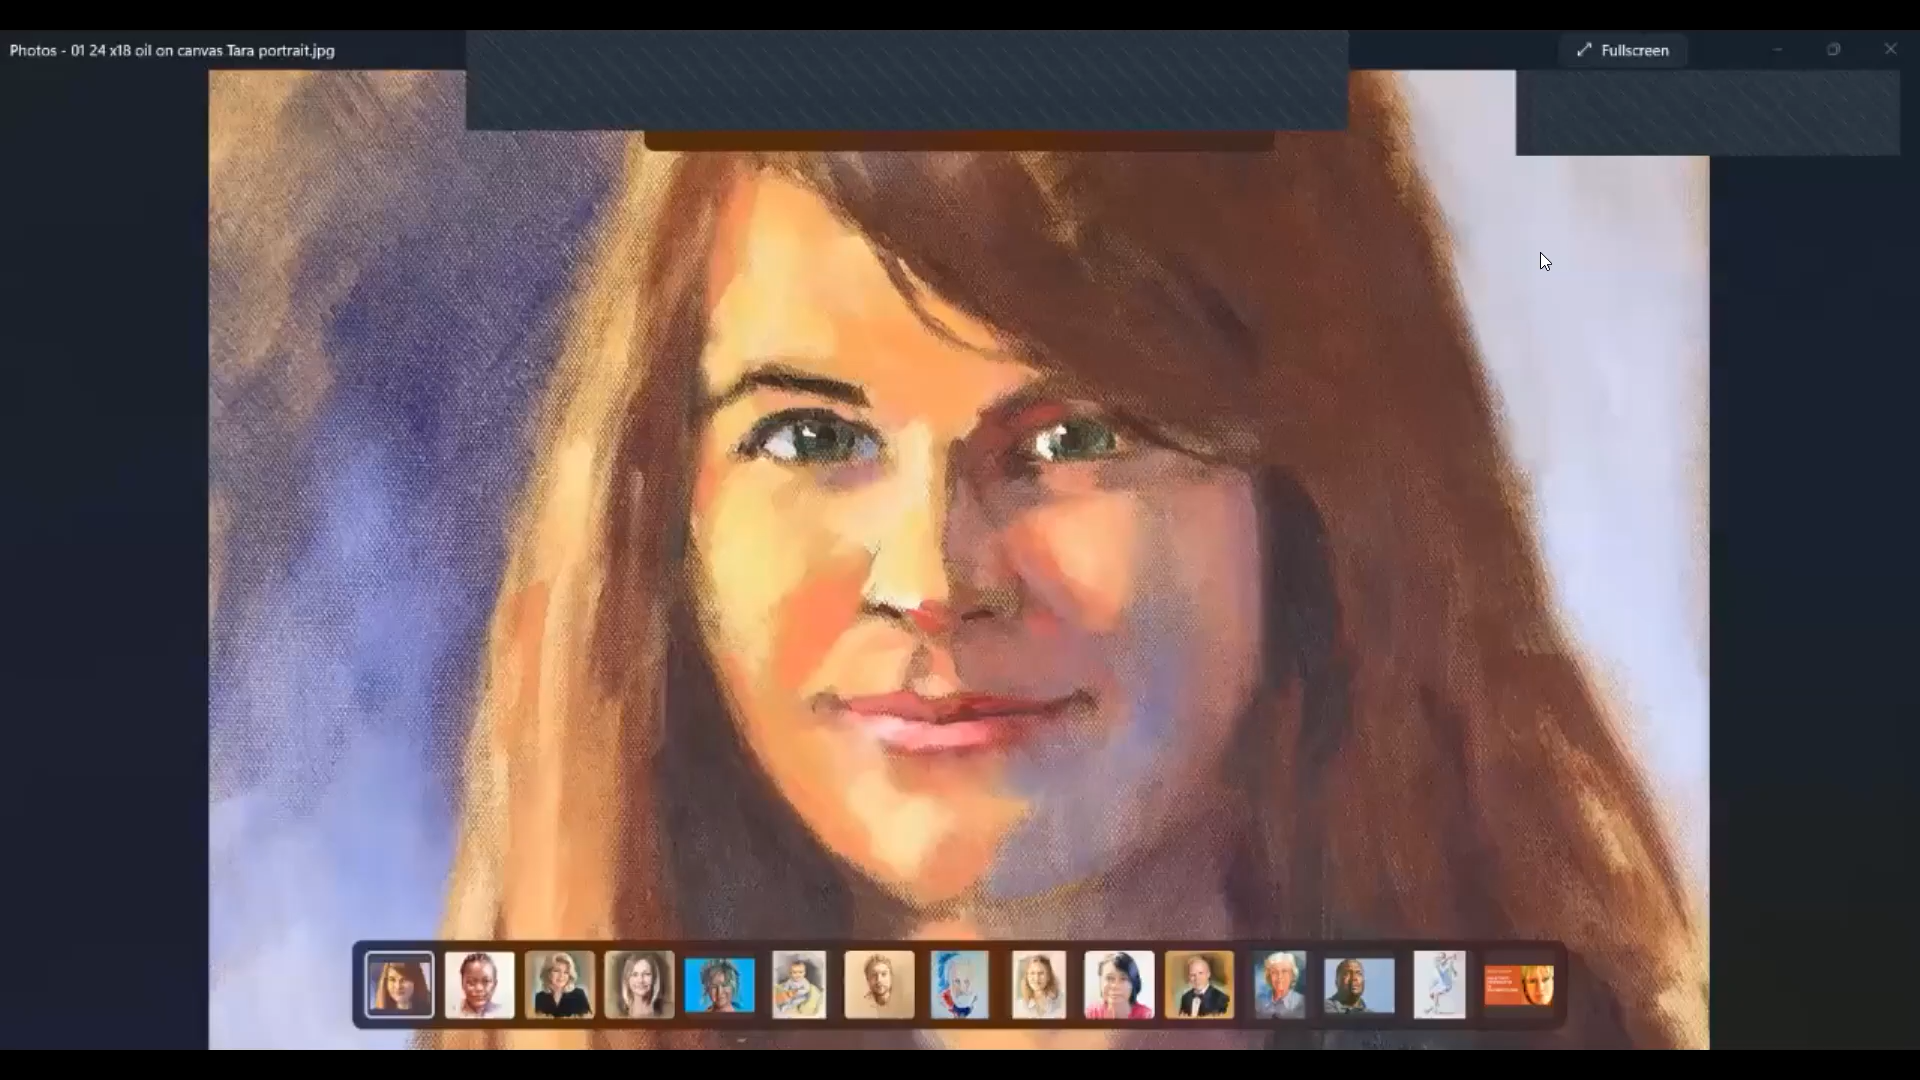 Photos - 01 24 x18 oil on canvas Tara portrait.jpg
Fullscreen